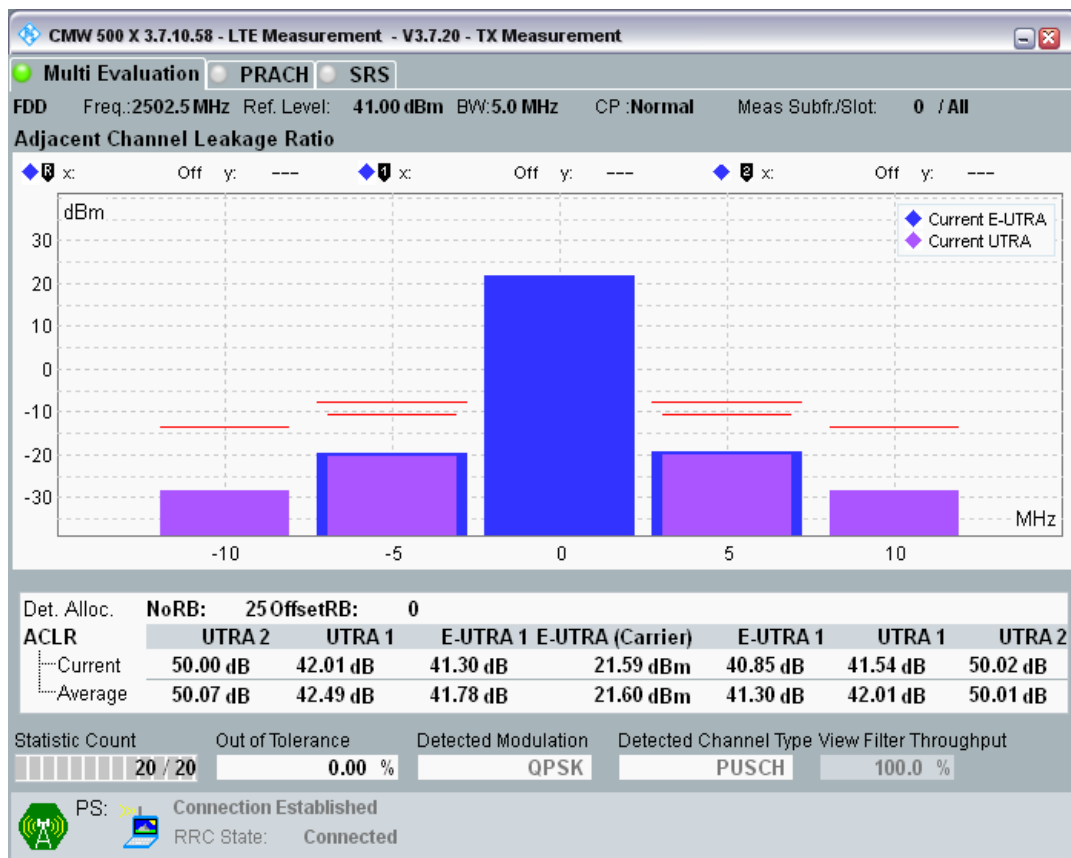 CMW 500 X 3.7.10.58 - LTE Measurement - V3.7.20 - TX Measurement
Multi Evaluation PRACH SRS
FDD Freq.:2502.5 MHz Ref. Level: 41.00 dBm BW:5.0 MHz CP :Normal Meas Subfr./Slot: 0 / All
Adjacent Channel Leakage Ratio
R x: Off y: --- 1 x: Off y: --- 2 x: Off y: ---
dBm
Current E-UTRA
Current UTRA
30
20
10
0
-10
-20
-30
MHz
-10 -5 0 5 10
Det. Alloc. NoRB: 25 OffsetRB: 0
ACLR UTRA 2 UTRA 1 E-UTRA 1 E-UTRA (Carrier) E-UTRA 1 UTRA 1 UTRA 2
Current 50.00 dB 42.01 dB 41.30 dB 21.59 dBm 40.85 dB 41.54 dB 50.02 dB
Average 50.07 dB 42.49 dB 41.78 dB 21.60 dBm 41.30 dB 42.01 dB 50.01 dB
Statistic Count Out of Tolerance Detected Modulation Detected Channel Type View Filter Throughput
20 / 20 0.00 % QPSK PUSCH 100.0 %
PS: Connection Established
RRC State: Connected